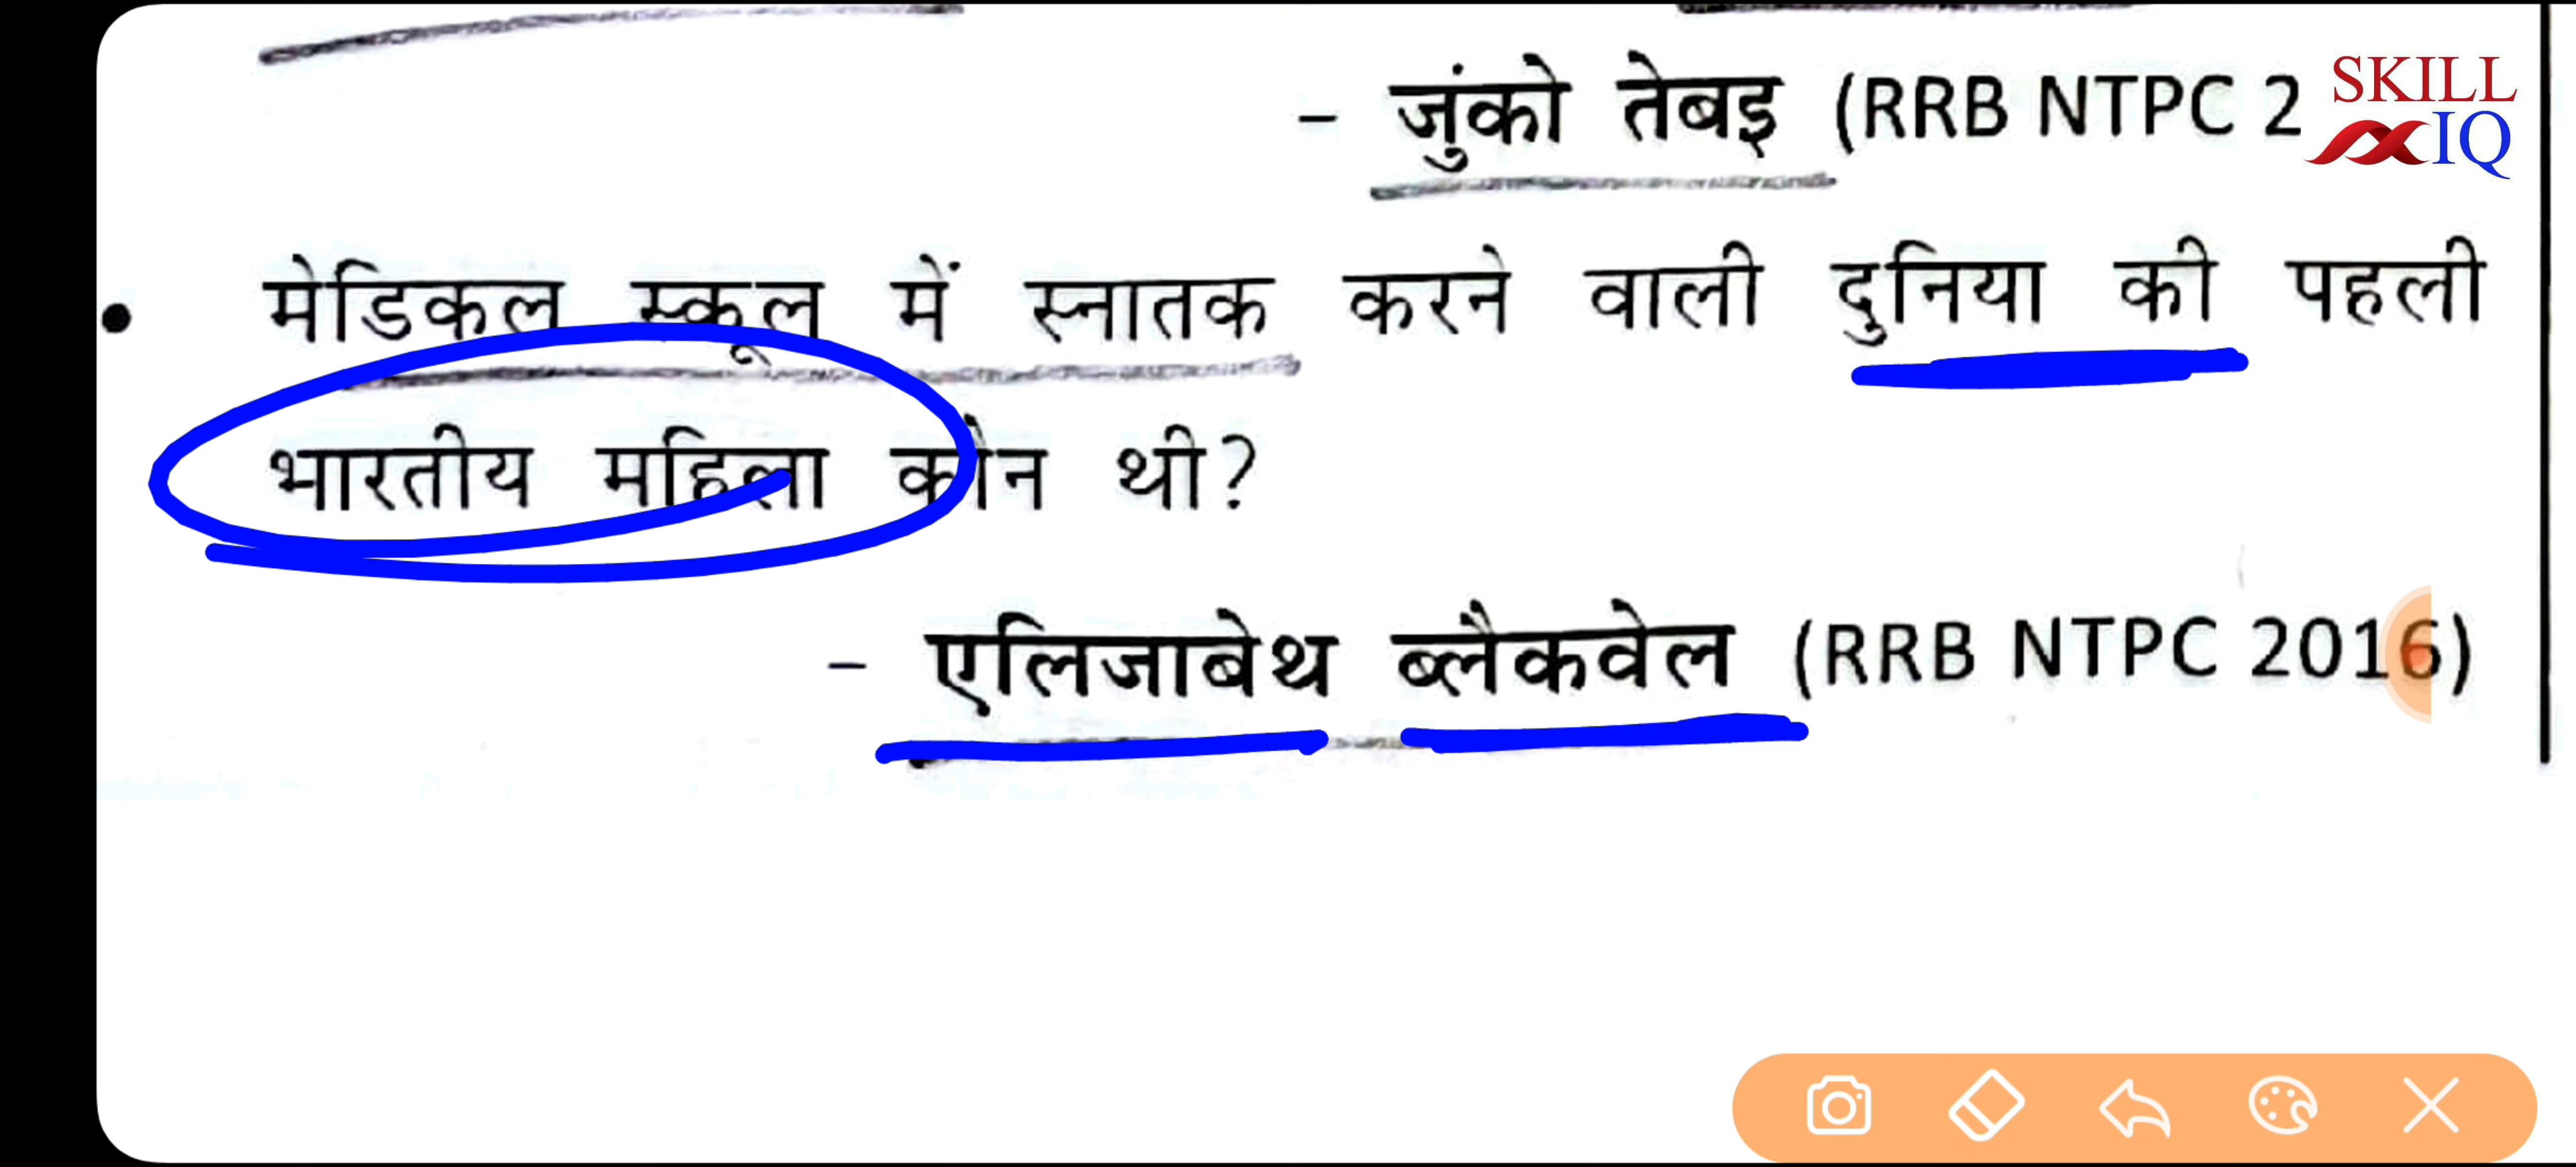 - जुंको तेबइ (RRB NTPC 2
SKILL
IQ
• मेडिकल स्कूल में स्नातक करने वाली दुनिया की पहली
भारतीय महिला कौन थी?
- एलिजाबेथ ब्लैकवेल (RRB NTPC 2016)